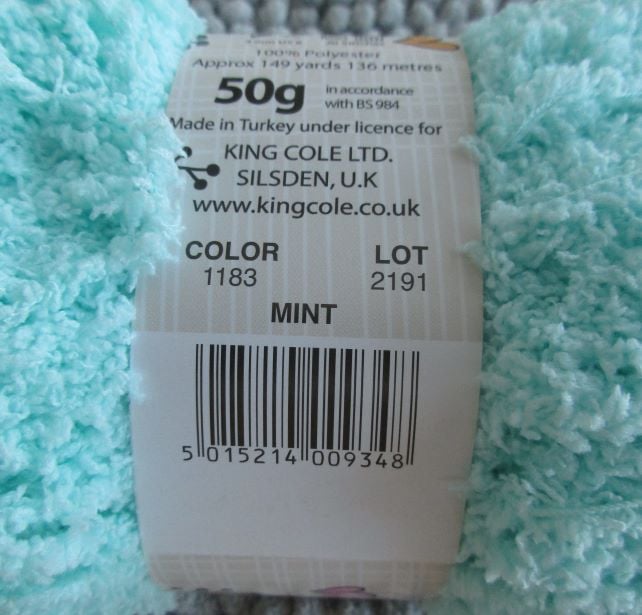 100% Polyester
Approx 149 yards 136 metres
50g in accordance
with BS 984
Made in Turkey under licence for
KING COLE LTD.
SILSDEN, U.K
www.kingcole.co.uk
COLOR LOT
1183 2191
MINT
5 015214 009348